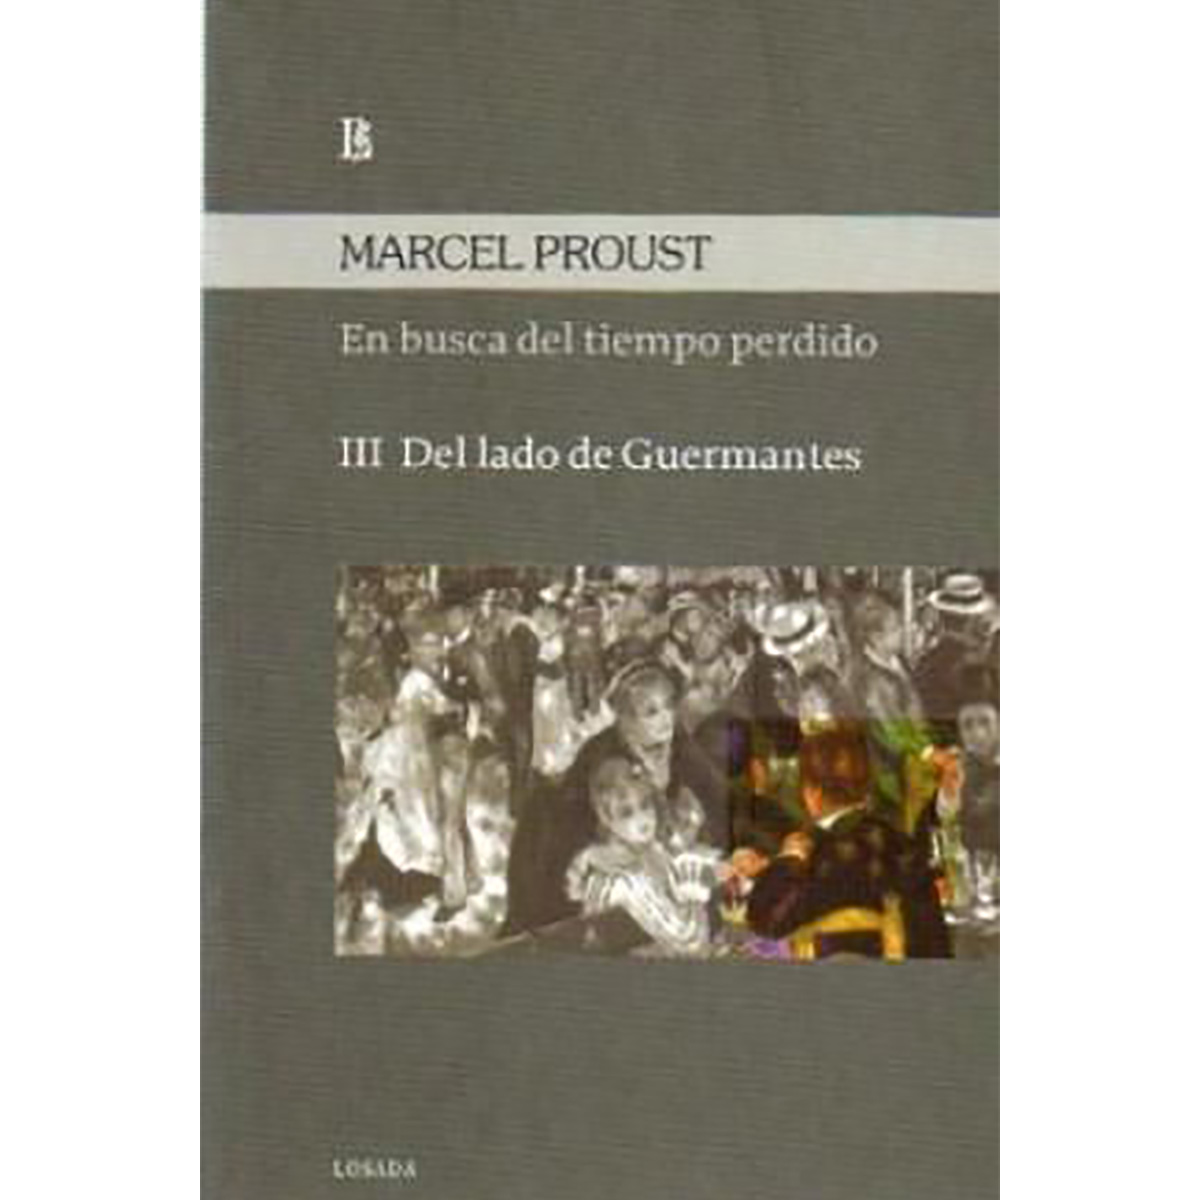 MARCEL PROUST
En busca del tiempo perdido
III Del lado de Guermantes
LOSADA